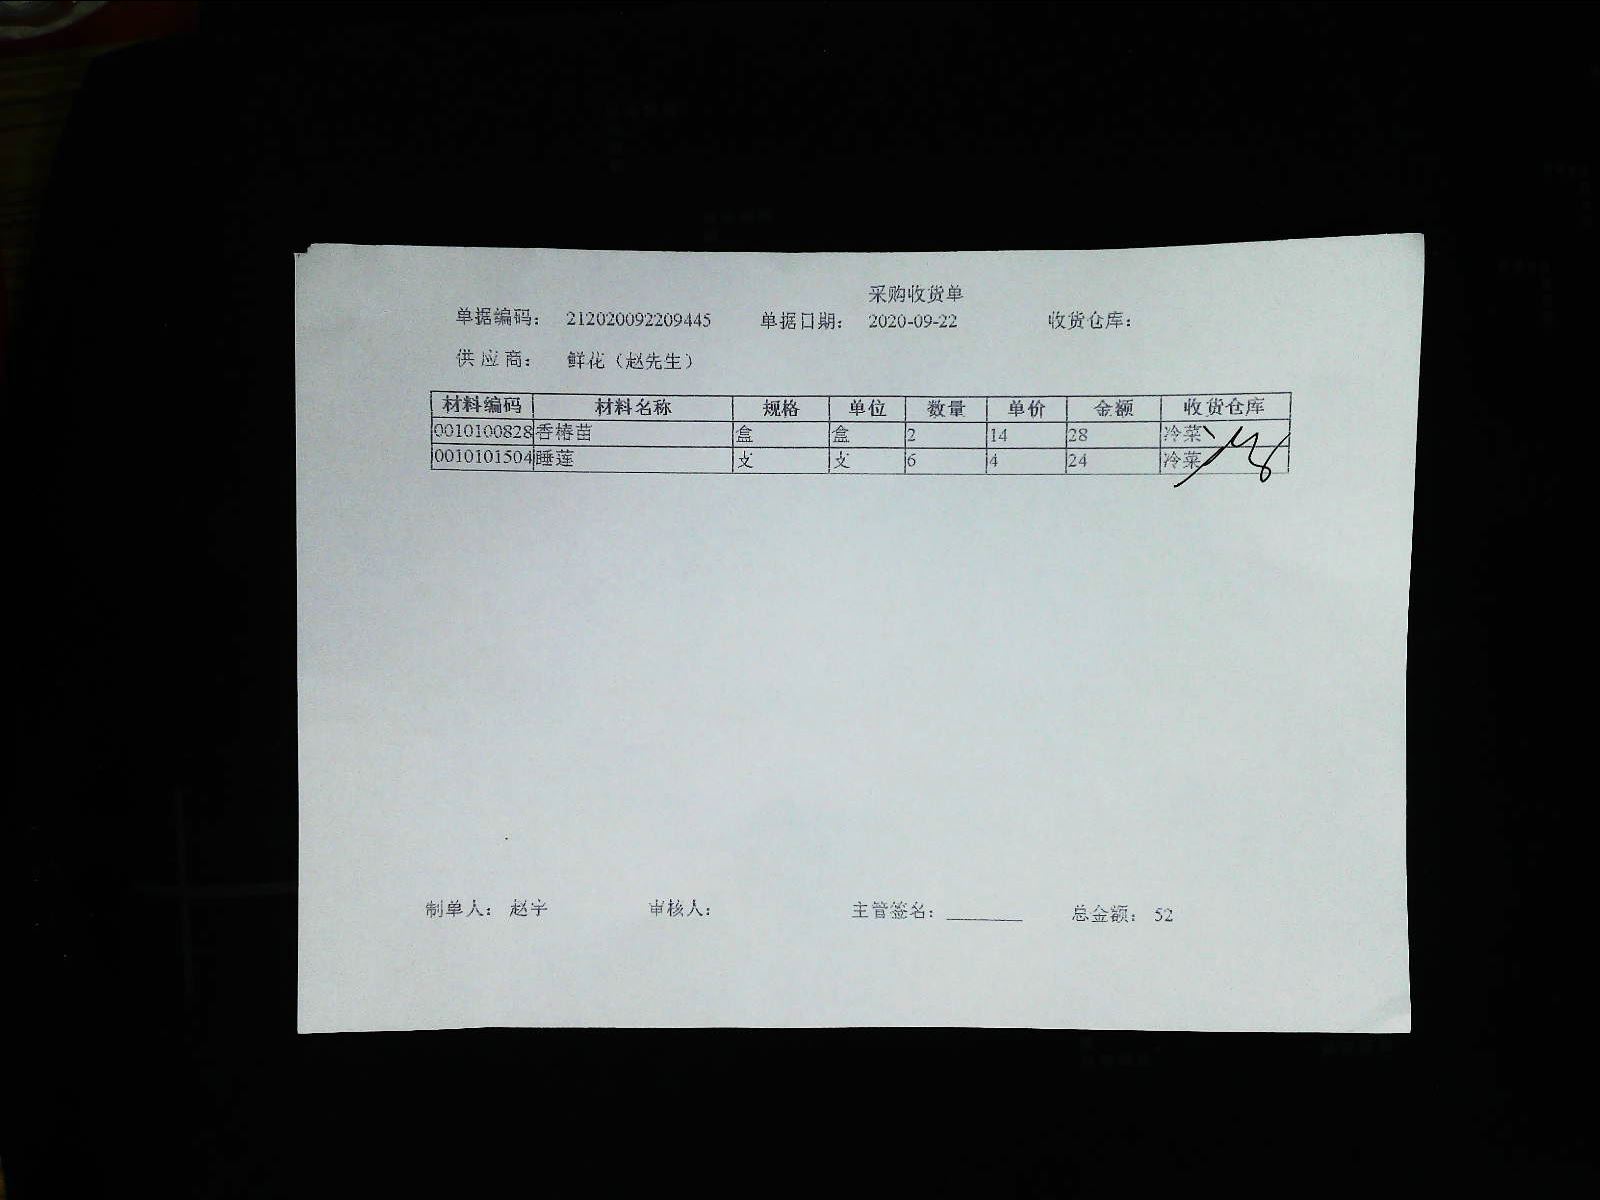 采购收货单
单据编码： 212020092209445 单据日期： 2020-09-22 收货仓库：
供 应 商： 鲜花（赵先生）
材料编码 材料名称 规格 单位 数量 单价 金额 收货仓库
0010100828 香椿苗 盒 盒 2 14 28 冷菜
0010101504 睡莲 支 支 6 4 24 冷菜
制单人： 赵宇 审核人： 主管签名：________ 总金额： 52